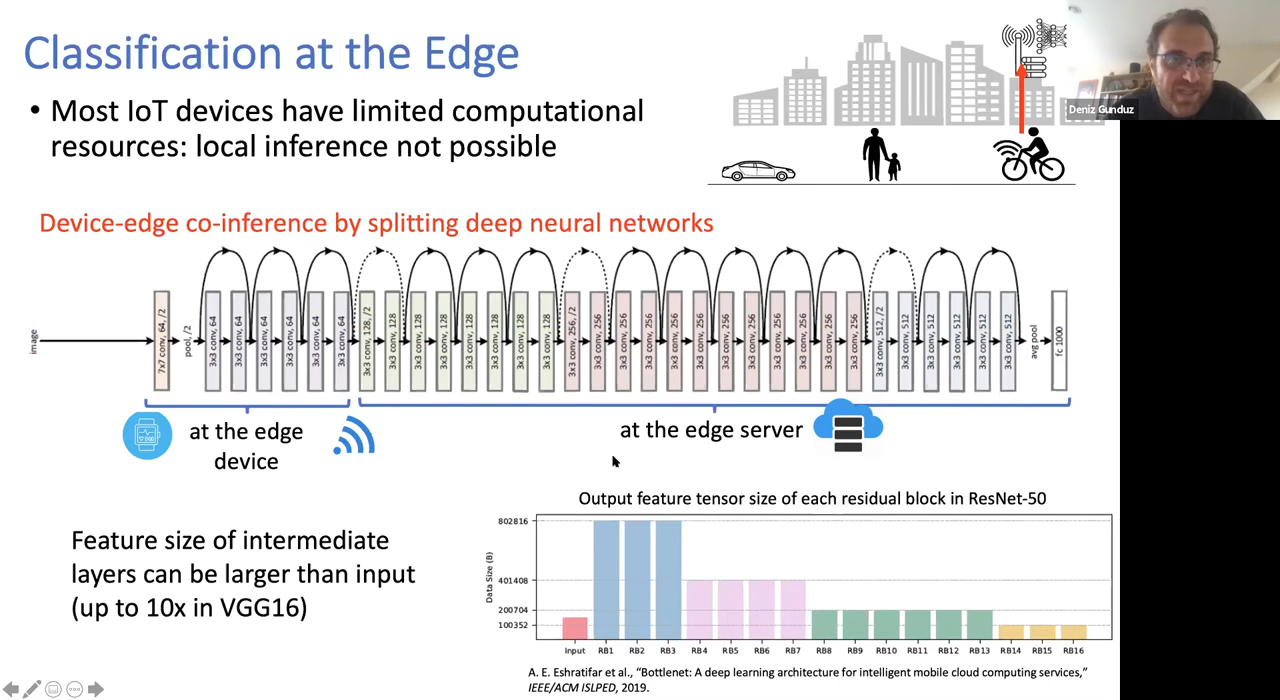 Classification at the Edge
Deniz Gunduz
• Most IoT devices have limited computational
resources: local inference not possible
Device-edge co-inference by splitting deep neural networks
image
7x7 conv, 64, /2
pool, /2
3x3 conv, 64
3x3 conv, 64
3x3 conv, 64
3x3 conv, 64
3x3 conv, 64
3x3 conv, 64
3x3 conv, 128, /2
3x3 conv, 128
3x3 conv, 128
3x3 conv, 128
3x3 conv, 128
3x3 conv, 128
3x3 conv, 128
3x3 conv, 128
3x3 conv, 256, /2
3x3 conv, 256
3x3 conv, 256
3x3 conv, 256
3x3 conv, 256
3x3 conv, 256
3x3 conv, 256
3x3 conv, 256
3x3 conv, 256
3x3 conv, 256
3x3 conv, 256
3x3 conv, 256
3x3 conv, 512, /2
3x3 conv, 512
3x3 conv, 512
3x3 conv, 512
3x3 conv, 512
3x3 conv, 512
avg pool
fc 1000
at the edge
device
at the edge server
Feature size of intermediate
layers can be larger than input
(up to 10x in VGG16)
Output feature tensor size of each residual block in ResNet-50
Data Size (B)
802816
401408
200704
100352
Input RB1 RB2 RB3 RB4 RB5 RB6 RB7 RB8 RB9 RB10 RB11 RB12 RB13 RB14 RB15 RB16
A. E. Eshratifar et al., “Bottlenet: A deep learning architecture for intelligent mobile cloud computing services,”
IEEE/ACM ISLPED, 2019.